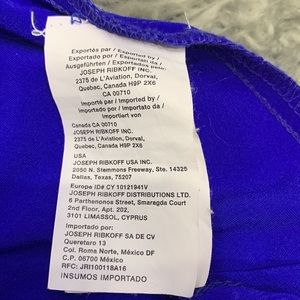 Exportés par / Exported by /
Exportado por / Exportato da /
Ausgeführten / Exportados por
JOSEPH RIBKOFF INC.
2375 de L'Aviation, Dorval,
Quebec, Canada H9P 2X6
CA 00710
Importé par / Imported by /
Importado por / Importato da /
Importiert von
Canada CA 00710
JOSEPH RIBKOFF INC.
2375 de L'Aviation, Dorval,
Quebec, Canada H9P 2X6
USA
JOSEPH RIBKOFF USA INC.
2050 N. Stemmons Freeway, Ste. 14325
Dallas, Texas, 75207
Europe ID# CY 10121941V
JOSEPH RIBKOFF DISTRIBUTIONS LTD.
6 Parthenonos Street, Smaragda Court
2nd Floor, Apt. 202,
3101 LIMASSOL, CYPRUS
Importado por:
JOSEPH RIBKOFF SA DE CV
Queretaro 13
Col. Roma Norte, México DF
C.P. 06700 México
RFC: JRI100118A16
INSUMOS IMPORTADO